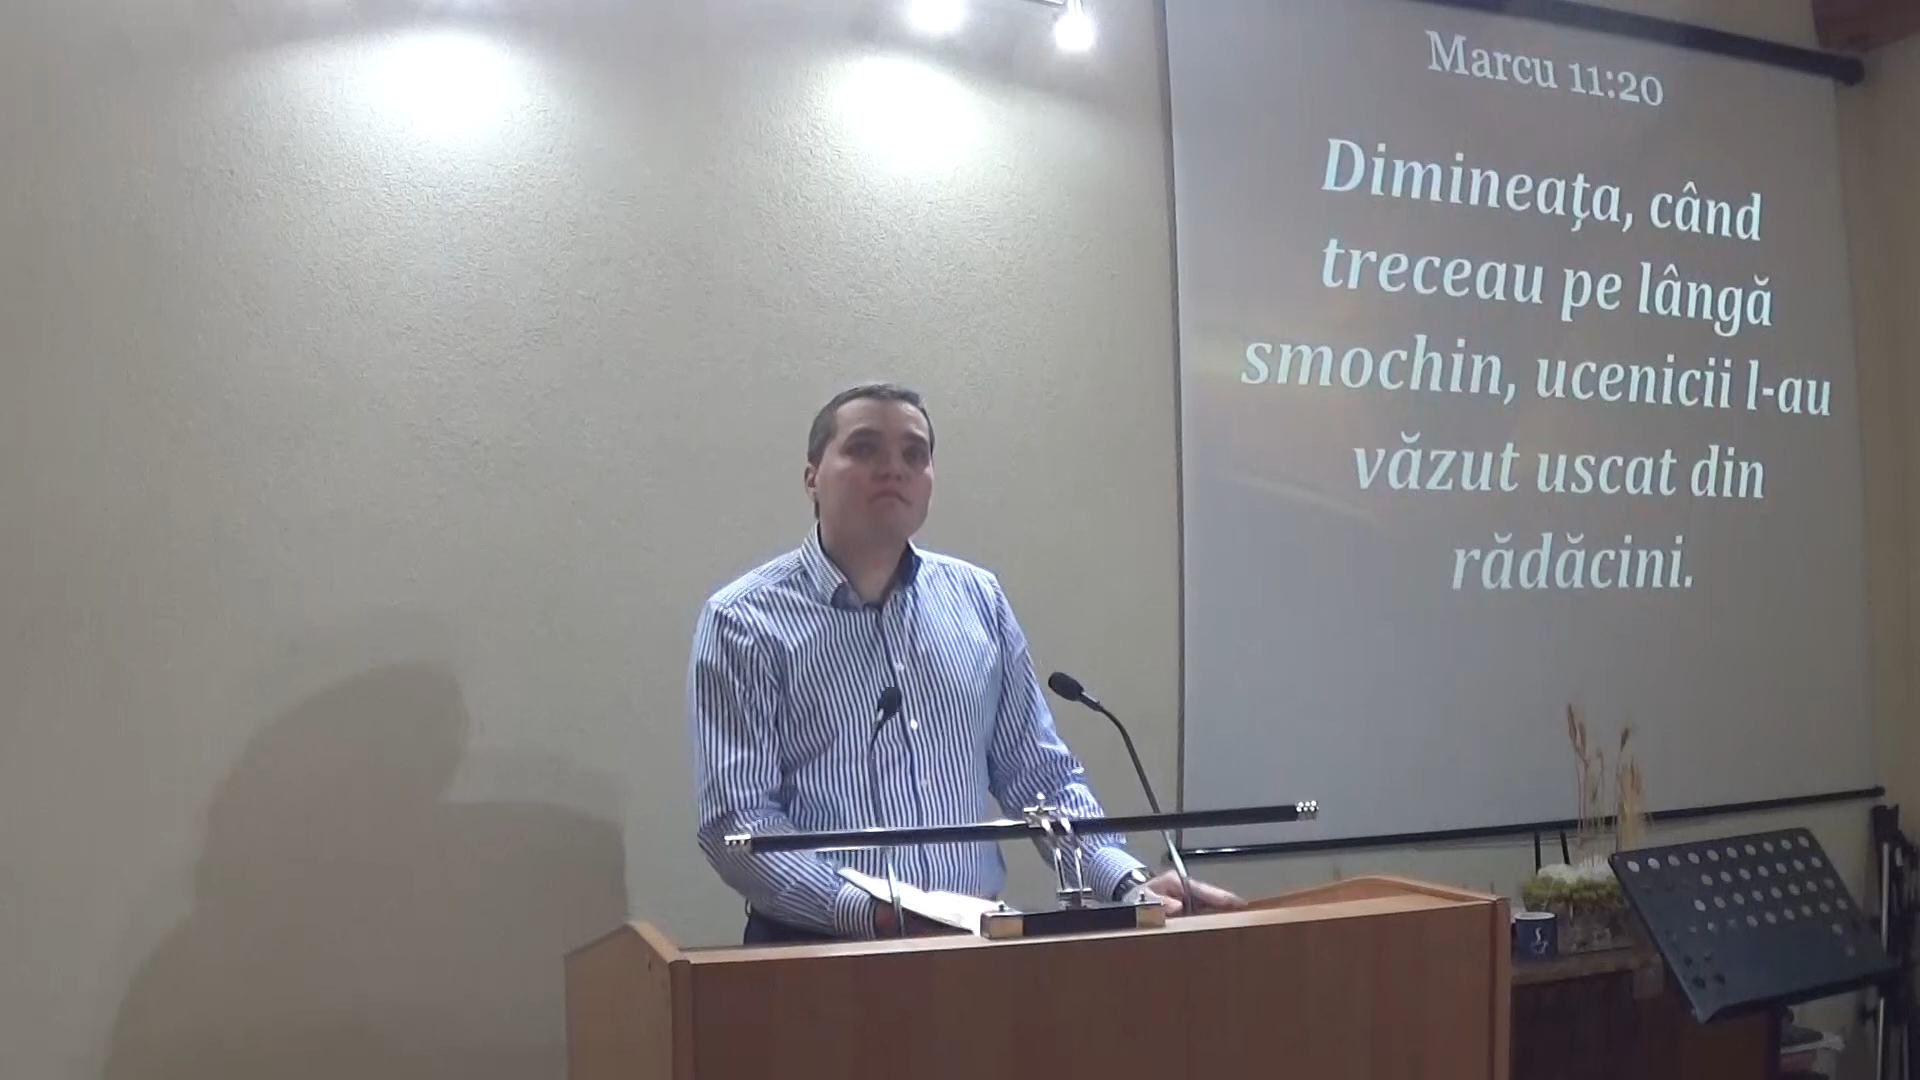 Marcu 11:20
Dimineața, când
treceau pe lângă
smochin, ucenicii l-au
văzut uscat din
rădăcini.